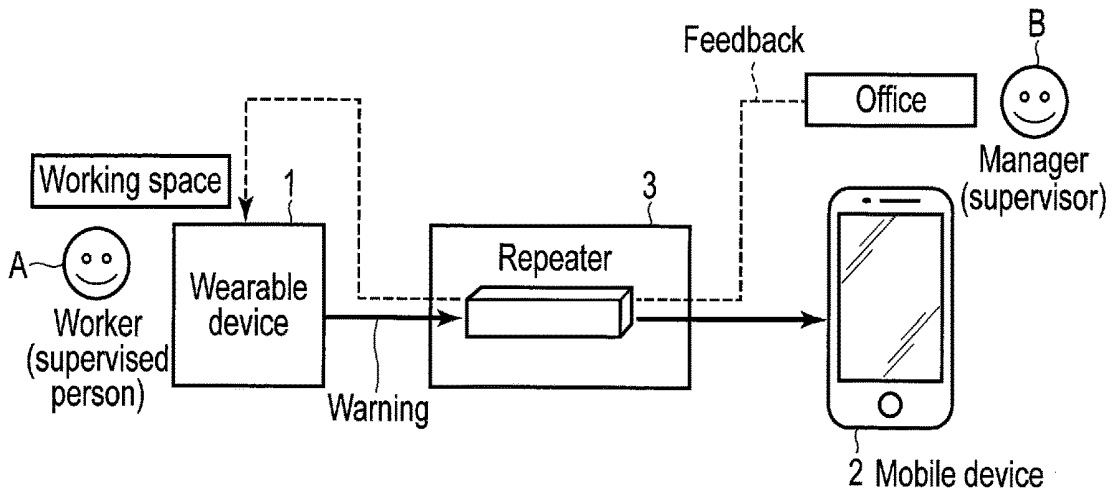 B
Feedback
Office
Manager
(supervisor)
Working space
1
3
A
Wearable
device
Repeater
Worker
(supervised
person)
Warning
2 Mobile device